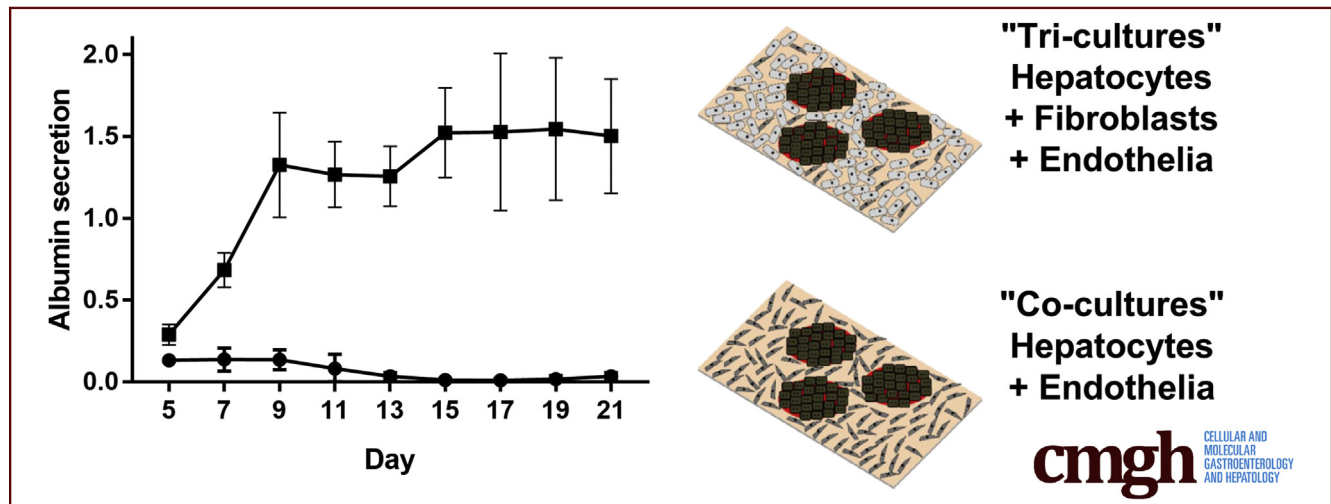 Albumin secretion
2.0
1.5
1.0
0.5
0.0
5 7 9 11 13 15 17 19 21
Day
"Tri-cultures"
Hepatocytes
+ Fibroblasts
+ Endothelia
"Co-cultures"
Hepatocytes
+ Endothelia
cmgh
CELLULAR AND
MOLECULAR
GASTROENTEROLOGY
AND HEPATOLOGY